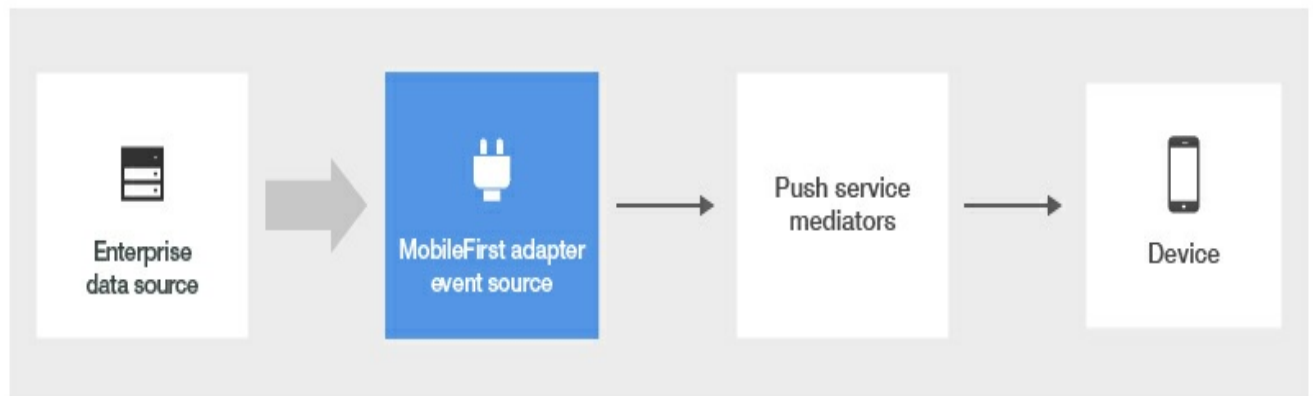 Enterprise
data source
MobileFirst adapter
event source
Push service
mediators
Device